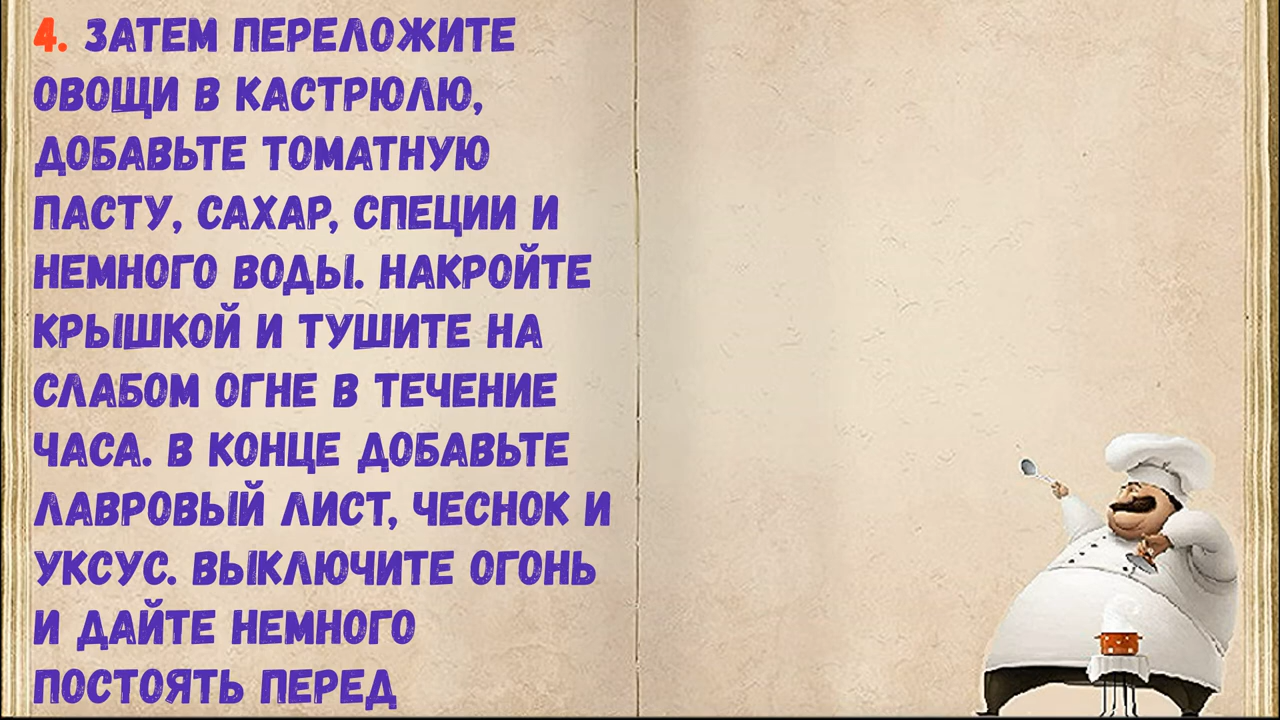 4. ЗАТЕМ ПЕРЕЛОЖИТЕ
ОВОЩИ В КАСТРЮЛЮ,
ДОБАВЬТЕ ТОМАТНУЮ
ПАСТУ, САХАР, СПЕЦИИ И
НЕМНОГО ВОДЫ. НАКРОЙТЕ
КРЫШКОЙ И ТУШИТЕ НА
СЛАБОМ ОГНЕ В ТЕЧЕНИЕ
ЧАСА. В КОНЦЕ ДОБАВЬТЕ
ЛАВРОВЫЙ ЛИСТ, ЧЕСНОК И
УКСУС. ВЫКЛЮЧИТЕ ОГОНЬ
И ДАЙТЕ НЕМНОГО
ПОСТОЯТЬ ПЕРЕД